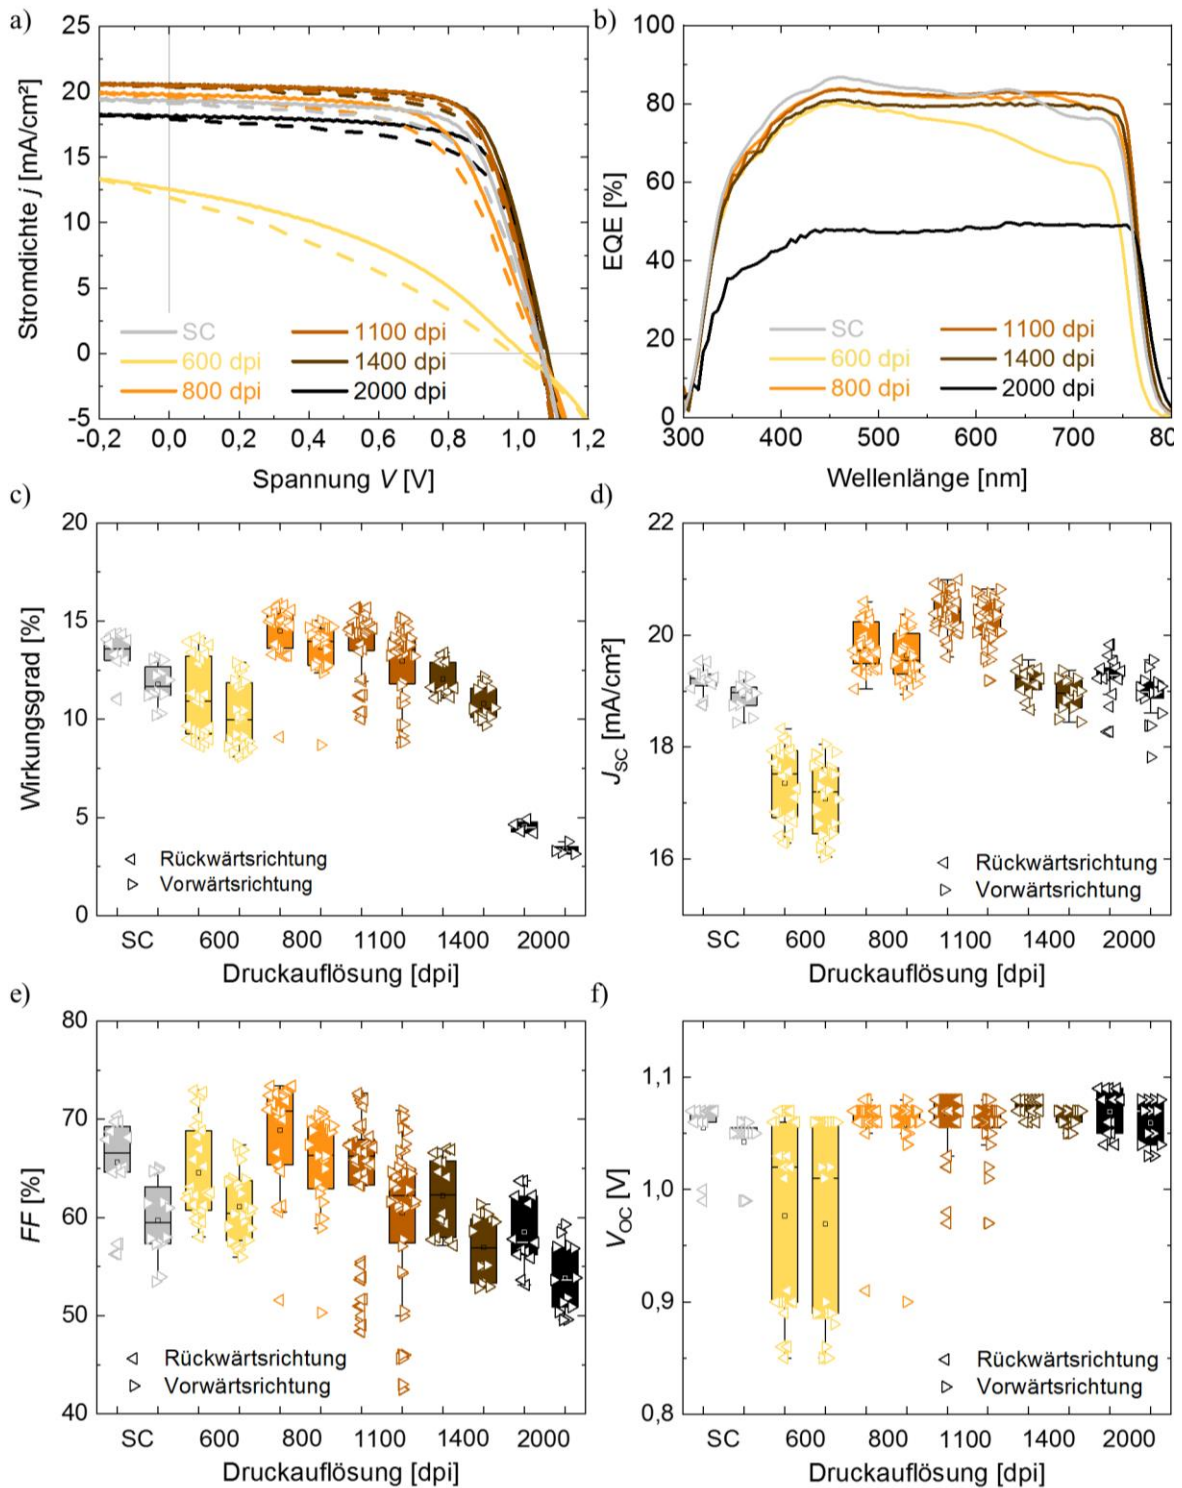 a)
25
20
15
10
5
0
-5
Stromdichte j [mA/cm²]
SC
600 dpi
800 dpi
1100 dpi
1400 dpi
2000 dpi
-0,2 0,0 0,2 0,4 0,6 0,8 1,0 1,2
Spannung V [V]
b)
100
80
60
40
20
0
EQE [%]
SC
600 dpi
800 dpi
1100 dpi
1400 dpi
2000 dpi
300 400 500 600 700 80
Wellenlänge [nm]
c)
20
15
10
5
0
Wirkungsgrad [%]
Rückwärtsrichtung
Vorwärtsrichtung
SC 600 800 1100 1400 2000
Druckauflösung [dpi]
d)
22
20
18
16
JSC [mA/cm²]
Rückwärtsrichtung
Vorwärtsrichtung
SC 600 800 1100 1400 2000
Druckauflösung [dpi]
e)
80
70
60
50
40
FF [%]
Rückwärtsrichtung
Vorwärtsrichtung
SC 600 800 1100 1400 2000
Druckauflösung [dpi]
f)
1,1
1,0
0,9
0,8
VOC [V]
Rückwärtsrichtung
Vorwärtsrichtung
SC 600 800 1100 1400 2000
Druckauflösung [dpi]